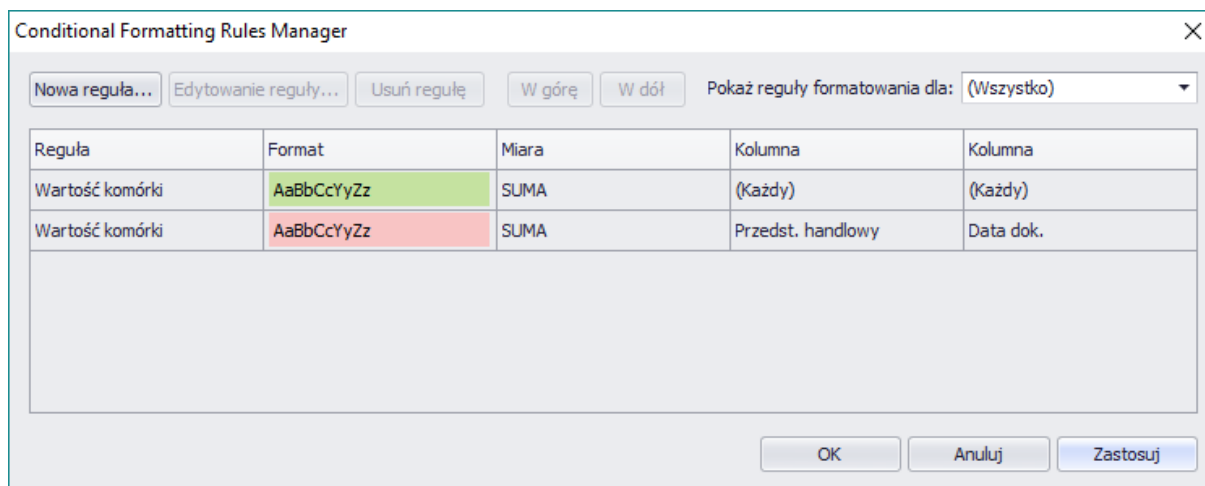 Conditional Formatting Rules Manager
Nowa reguła... Edytowanie reguły... Usuń regułę W górę W dół Pokaż reguły formatowania dla: (Wszystko)
Reguła Format Miara Kolumna Kolumna
Wartość komórki AaBbCcYyZz SUMA (Każdy) (Każdy)
Wartość komórki AaBbCcYyZz SUMA Przedst. handlowy Data dok.
OK Anuluj Zastosuj